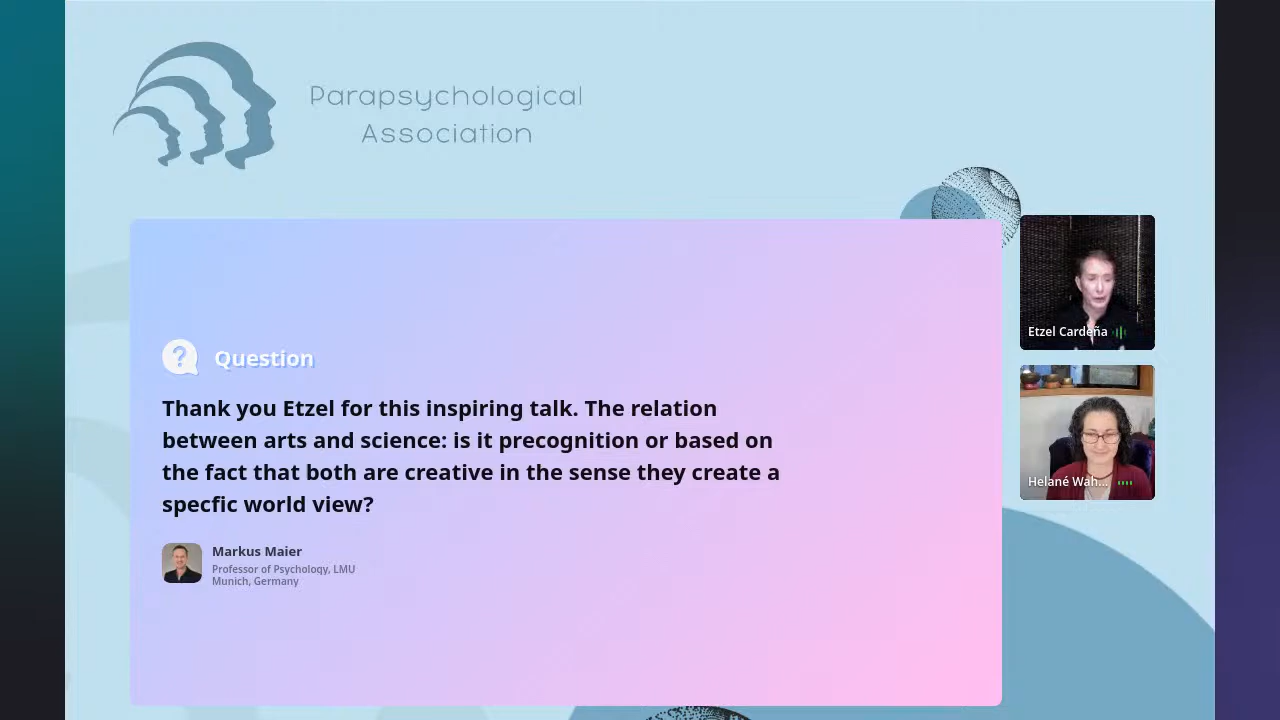 Parapsychological
Association
Question
Thank you Etzel for this inspiring talk. The relation
between arts and science: is it precognition or based on
the fact that both are creative in the sense they create a
specfic world view?
Markus Maier
Professor of Psychology, LMU
Munich, Germany
Etzel Cardeña
Helané Wah...